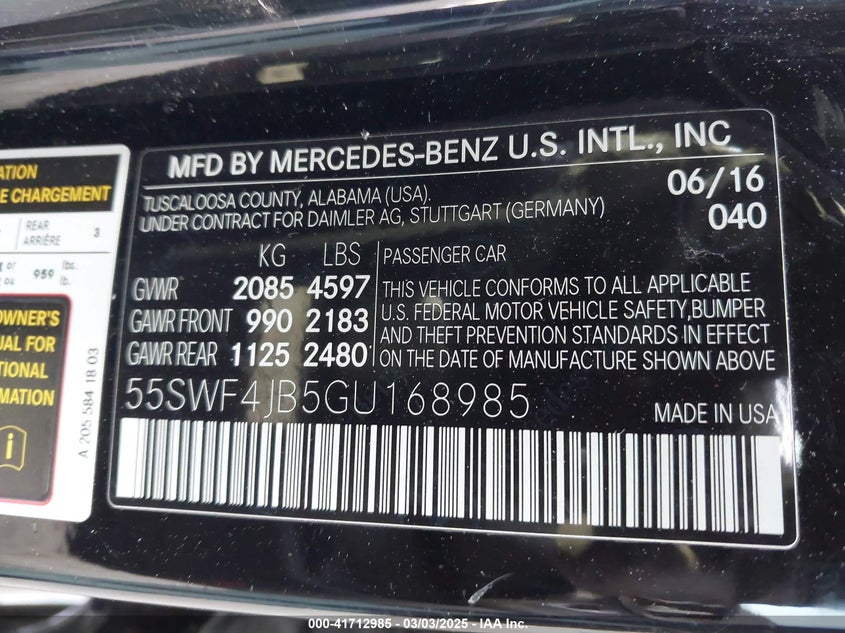 ATION
E CHARGEMENT
REAR
ARRIÈRE
3
or
ou
959
lbs.
lb.
OWNER'S
UAL FOR
TIONAL
MATION
i
A 205 584 18 03
MFD BY MERCEDES-BENZ U.S. INTL., INC
TUSCALOOSA COUNTY, ALABAMA (USA).
UNDER CONTRACT FOR DAIMLER AG, STUTTGART (GERMANY)
06/16
040
KG LBS
GVWR 2085 4597
GAWR FRONT 990 2183
GAWR REAR 1125 2480
PASSENGER CAR
THIS VEHICLE CONFORMS TO ALL APPLICABLE
U.S. FEDERAL MOTOR VEHICLE SAFETY,BUMPER
AND THEFT PREVENTION STANDARDS IN EFFECT
ON THE DATE OF MANUFACTURE SHOWN ABOVE
55SWF4JB5GU168985
MADE IN USA
000-41712985 - 03/03/2025 - IAA Inc.